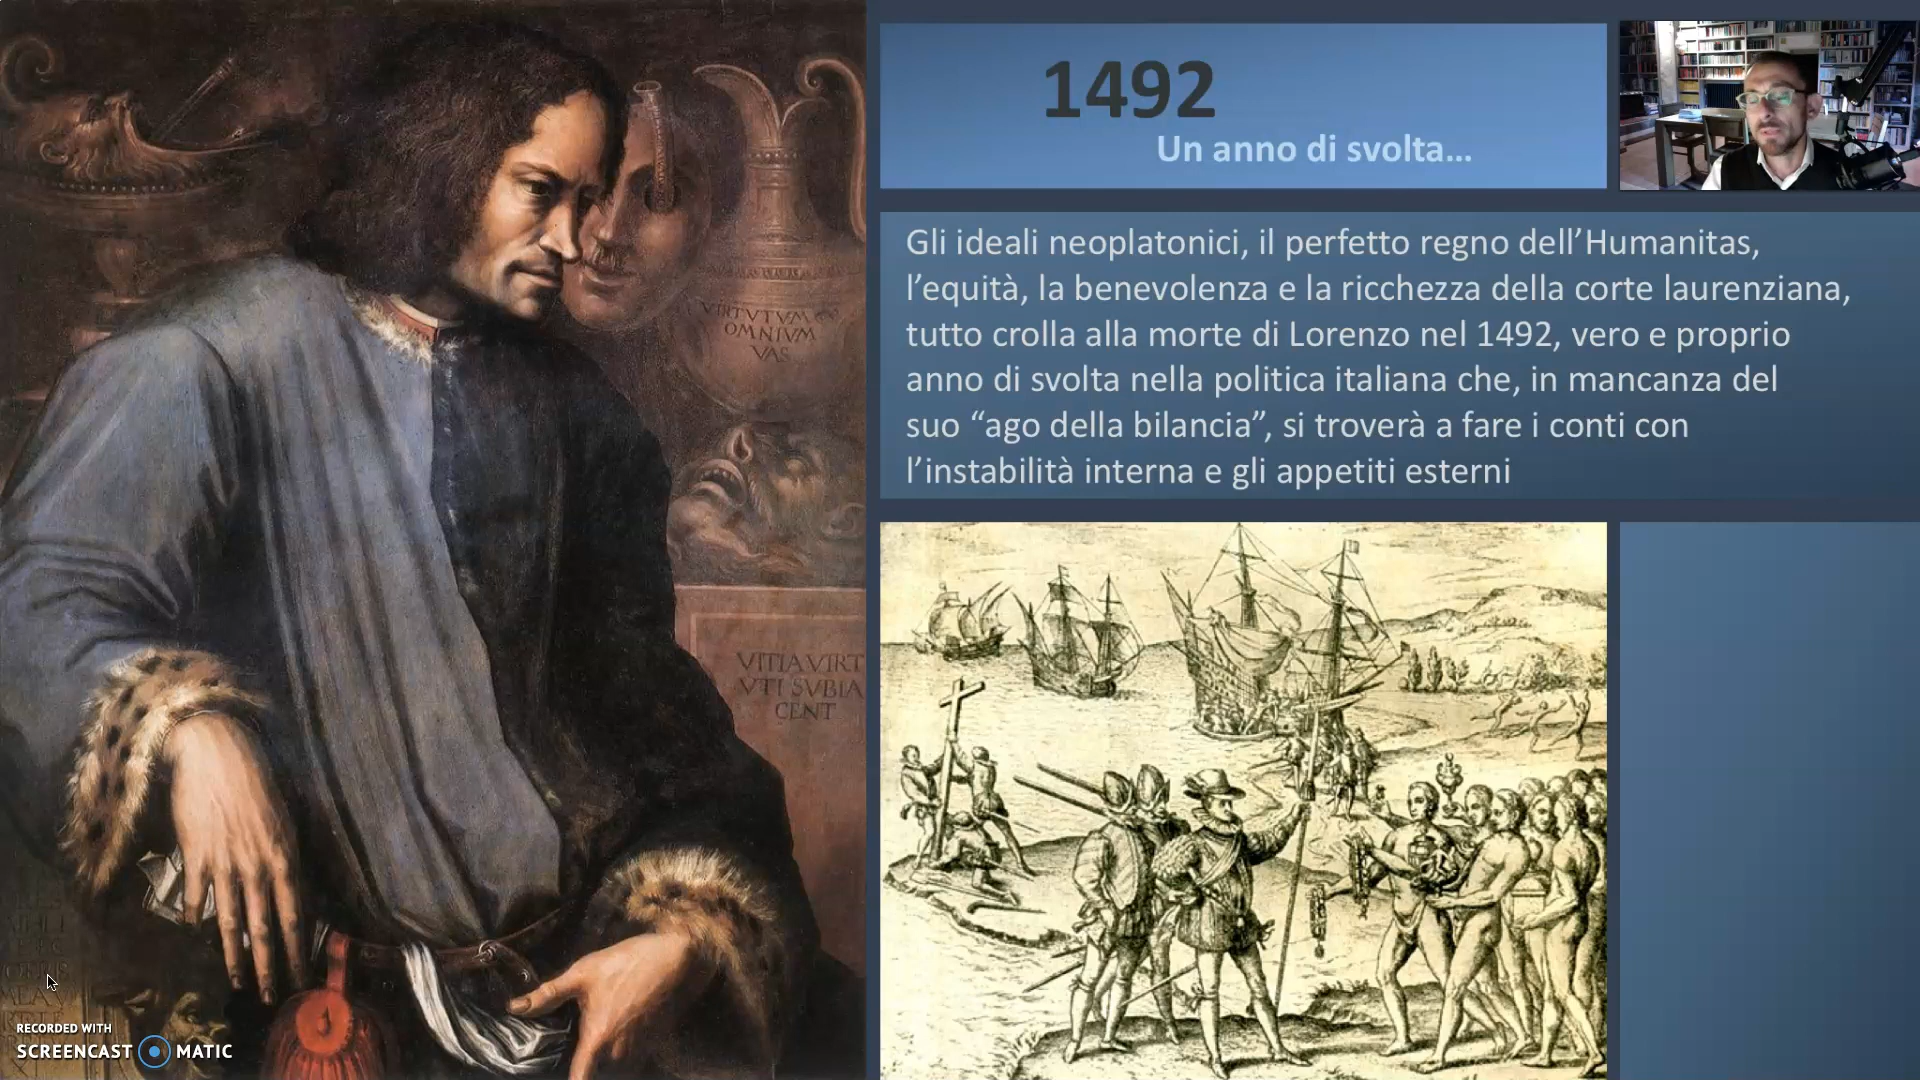 1492
Un anno di svolta...
Gli ideali neoplatonici, il perfetto regno dell’Humanitas,
l’equità, la benevolenza e la ricchezza della corte laurenziana,
tutto crolla alla morte di Lorenzo nel 1492, vero e proprio
anno di svolta nella politica italiana che, in mancanza del
suo “ago della bilancia”, si troverà a fare i conti con
l’instabilità interna e gli appetiti esterni
VIRTVTVM
OMNIVM
VAS
VITIA VIRT
VTI SVBIA
CENT
RECORDED WITH
SCREENCAST MATIC